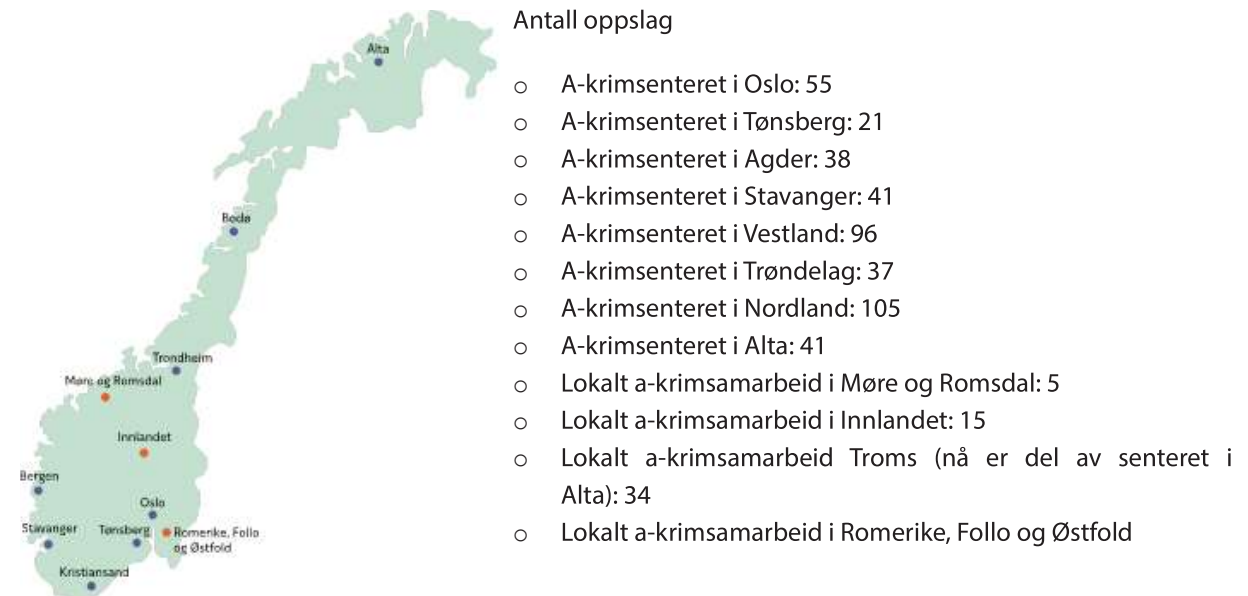 Antall oppslag
o A-krimsenteret i Oslo: 55
o A-krimsenteret i Tønsberg: 21
o A-krimsenteret i Agder: 38
o A-krimsenteret i Stavanger: 41
o A-krimsenteret i Vestland: 96
o A-krimsenteret i Trøndelag: 37
o A-krimsenteret i Nordland: 105
o A-krimsenteret i Alta: 41
o Lokalt a-krimsamarbeid i Møre og Romsdal: 5
o Lokalt a-krimsamarbeid i Innlandet: 15
o Lokalt a-krimsamarbeid Troms (nå er del av senteret i
Alta): 34
o Lokalt a-krimsamarbeid i Romerike, Follo og Østfold
Alta
Bodø
Trondheim
Møre og Romsdal
Innlandet
Bergen
Oslo
Stavanger
Tønsberg
Romerike, Follo
og Østfold
Kristiansand